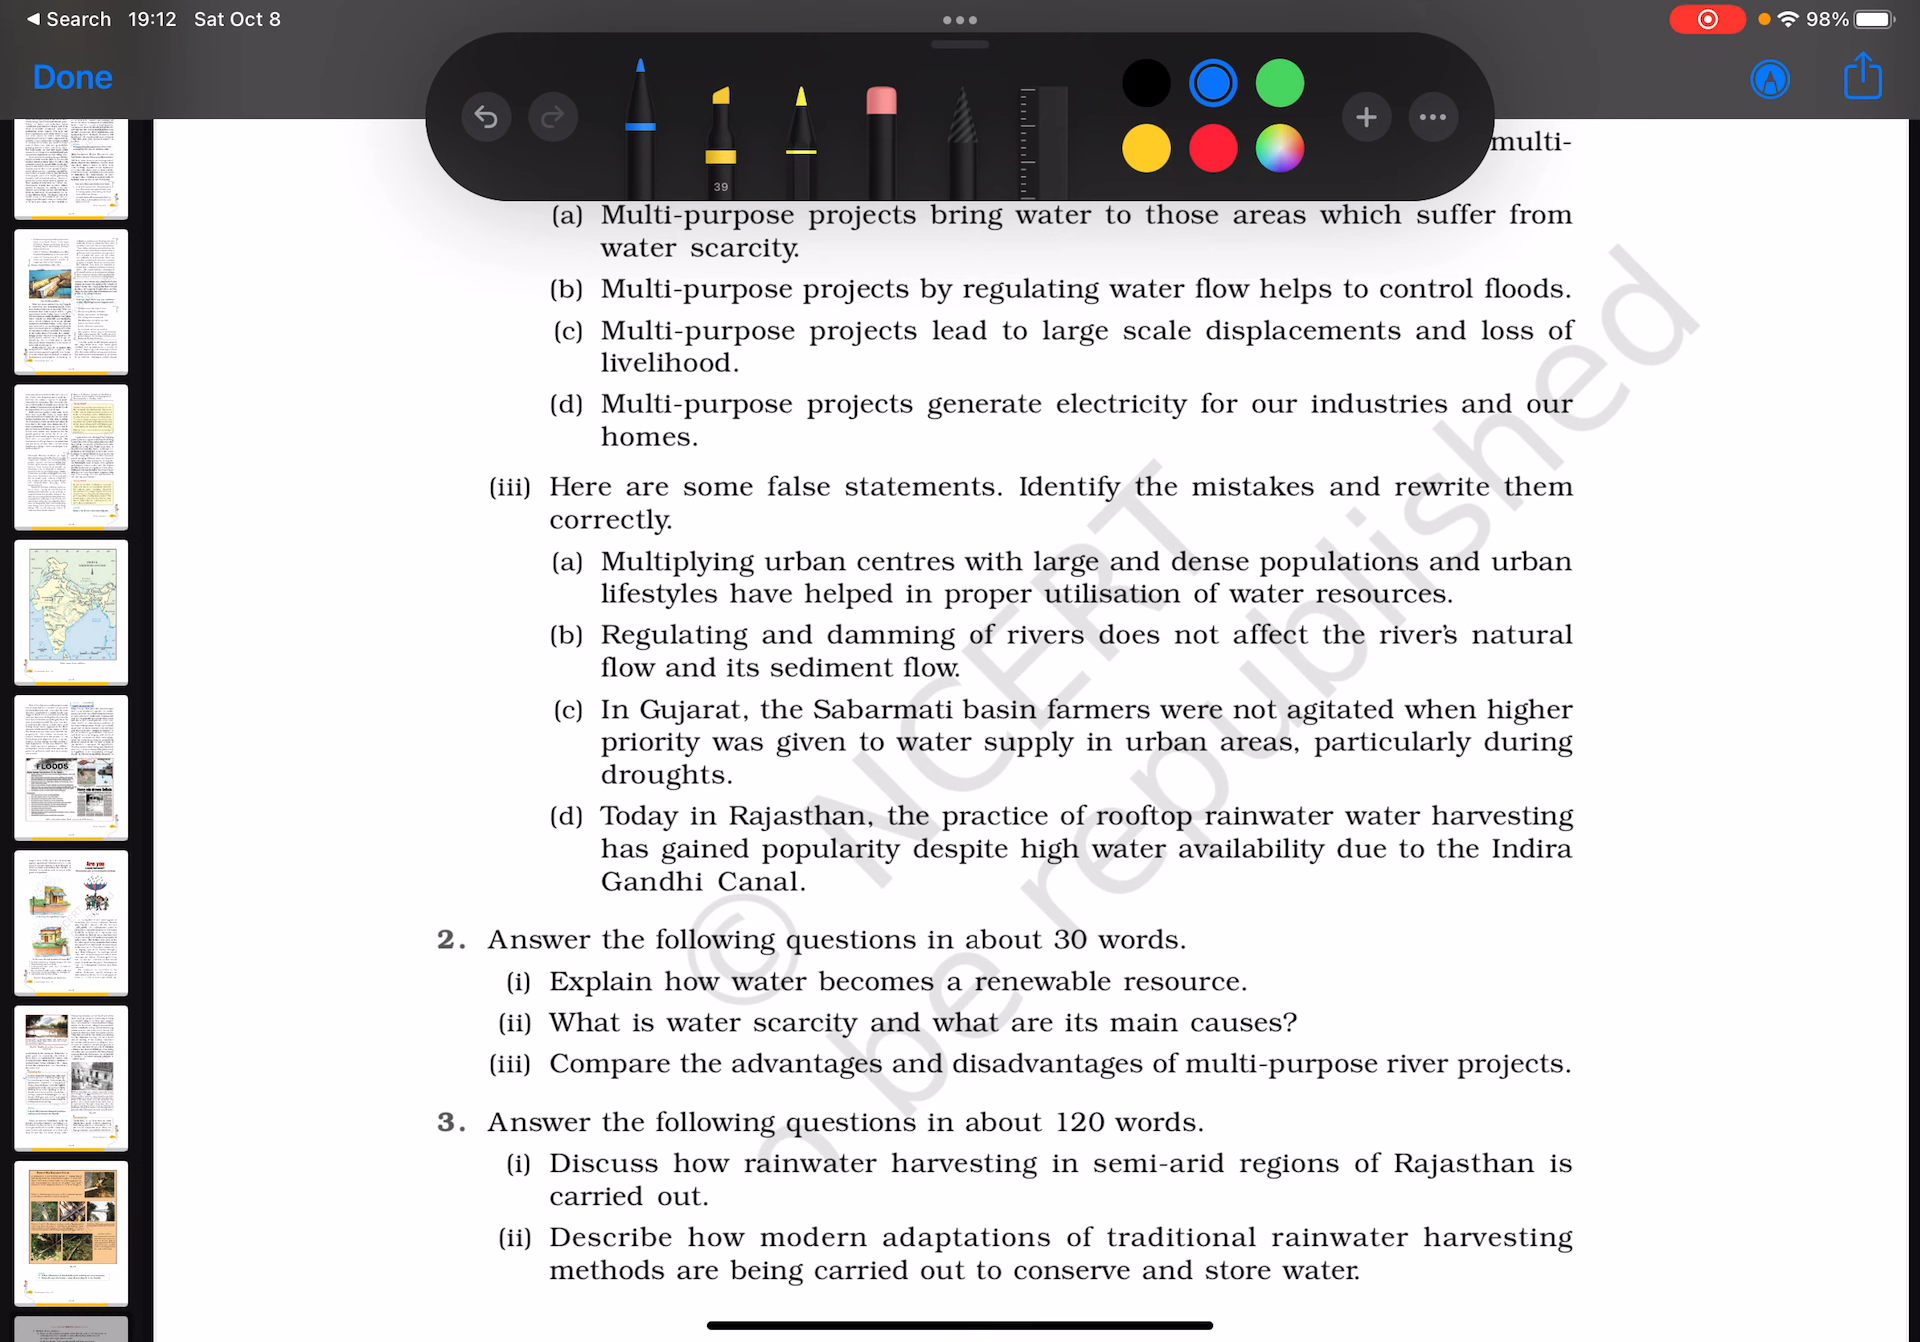 Search 19:12 Sat Oct 8
98%
Done
39
multi-
(a) Multi-purpose projects bring water to those areas which suffer from
water scarcity.
(b) Multi-purpose projects by regulating water flow helps to control floods.
(c) Multi-purpose projects lead to large scale displacements and loss of
livelihood.
(d) Multi-purpose projects generate electricity for our industries and our
homes.
(iii) Here are some false statements. Identify the mistakes and rewrite them
correctly.
(a) Multiplying urban centres with large and dense populations and urban
lifestyles have helped in proper utilisation of water resources.
(b) Regulating and damming of rivers does not affect the river's natural
flow and its sediment flow.
(c) In Gujarat, the Sabarmati basin farmers were not agitated when higher
priority was given to water supply in urban areas, particularly during
droughts.
(d) Today in Rajasthan, the practice of rooftop rainwater water harvesting
has gained popularity despite high water availability due to the Indira
Gandhi Canal.
2. Answer the following questions in about 30 words.
(i) Explain how water becomes a renewable resource.
(ii) What is water scarcity and what are its main causes?
(iii) Compare the advantages and disadvantages of multi-purpose river projects.
3. Answer the following questions in about 120 words.
(i) Discuss how rainwater harvesting in semi-arid regions of Rajasthan is
carried out.
(ii) Describe how modern adaptations of traditional rainwater harvesting
methods are being carried out to conserve and store water.
© NCERT
be republished
FLOODS
Are you